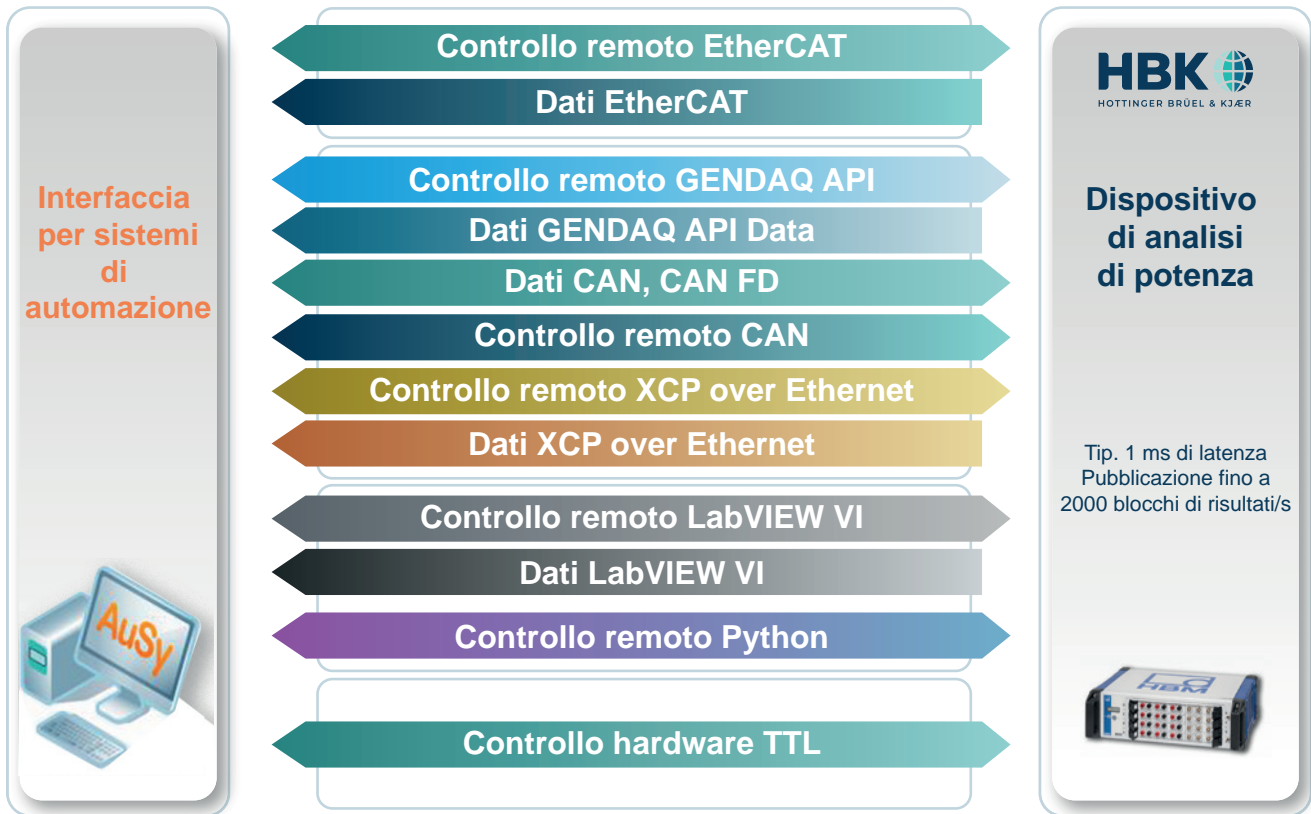 Interfaccia
per sistemi
di
automazione
AuSy
Controllo remoto EtherCAT
Dati EtherCAT
Controllo remoto GENDAQ API
Dati GENDAQ API Data
Dati CAN, CAN FD
Controllo remoto CAN
Controllo remoto XCP over Ethernet
Dati XCP over Ethernet
Controllo remoto LabVIEW VI
Dati LabVIEW VI
Controllo remoto Python
Controllo hardware TTL
HBK
HOTTINGER BRÜEL & KJÆR
Dispositivo
di analisi
di potenza
Tip. 1 ms di latenza
Pubblicazione fino a
2000 blocchi di risultati/s
HBM